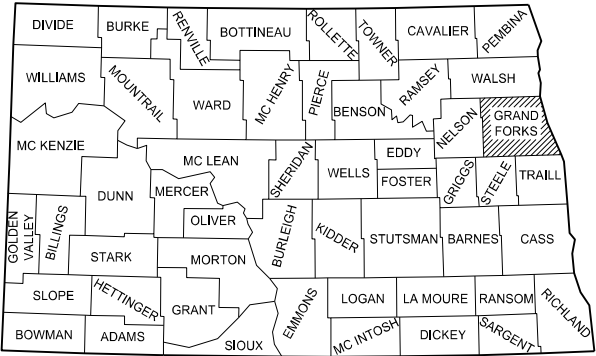 DIVIDE
BURKE
RENVILLE
BOTTINEAU
ROLLETTE
TOWNER
CAVALIER
PEMBINA
WILLIAMS
MOUNTRAIL
WARD
MC HENRY
PIERCE
BENSON
RAMSEY
WALSH
NELSON
GRAND
FORKS
MC KENZIE
MC LEAN
SHERIDAN
WELLS
EDDY
FOSTER
GRIGGS
STEELE
TRAILL
DUNN
MERCER
OLIVER
GOLDEN
VALLEY
BILLINGS
BURLEIGH
KIDDER
STUTSMAN
BARNES
CASS
STARK
MORTON
SLOPE
HETTINGER
GRANT
EMMONS
LOGAN
LA MOURE
RANSOM
RICHLAND
BOWMAN
ADAMS
SIOUX
MC INTOSH
DICKEY
SARGENT